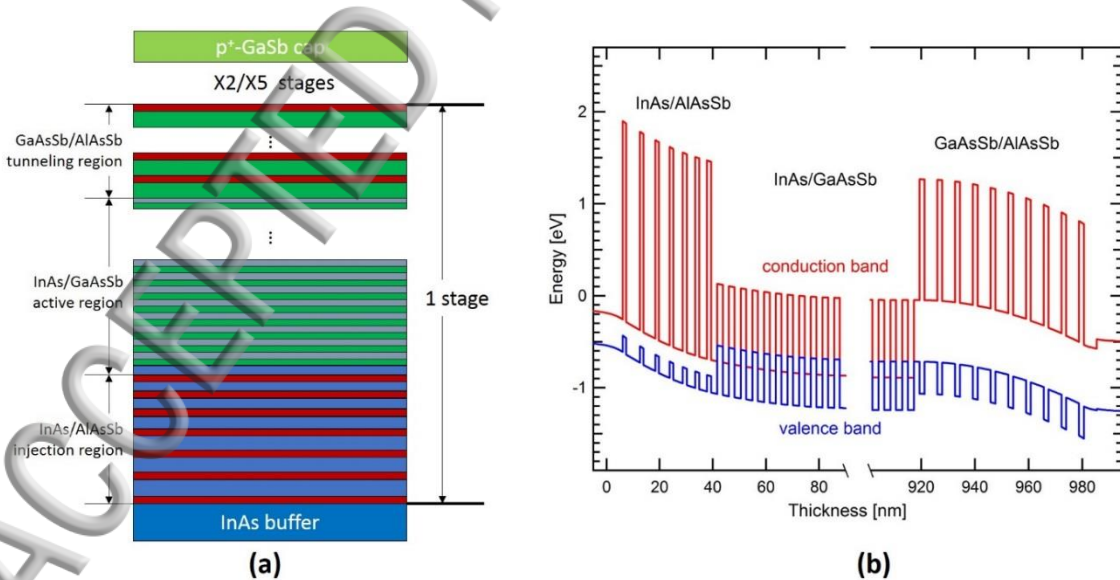 p⁺-GaSb cap
X2/X5 stages
GaAsSb/AlAsSb
tunneling region
⋮
InAs/GaAsSb
active region
⋮
1 stage
InAs/AlAsSb
injection region
InAs buffer
(a)
InAs/AlAsSb
GaAsSb/AlAsSb
InAs/GaAsSb
conduction band
valence band
Energy [eV]
2
1
0
-1
0 20 40 60 80 920 940 960 980
Thickness [nm]
(b)
ACCEPTED